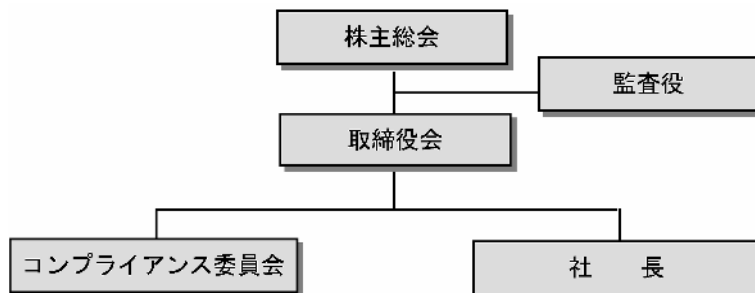 株主総会
監査役
取締役会
コンプライアンス委員会
社　長